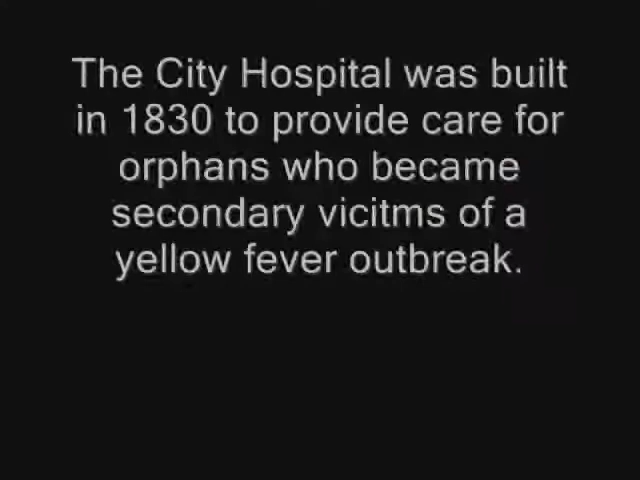 The City Hospital was built
in 1830 to provide care for
orphans who became
secondary vicitms of a
yellow fever outbreak.